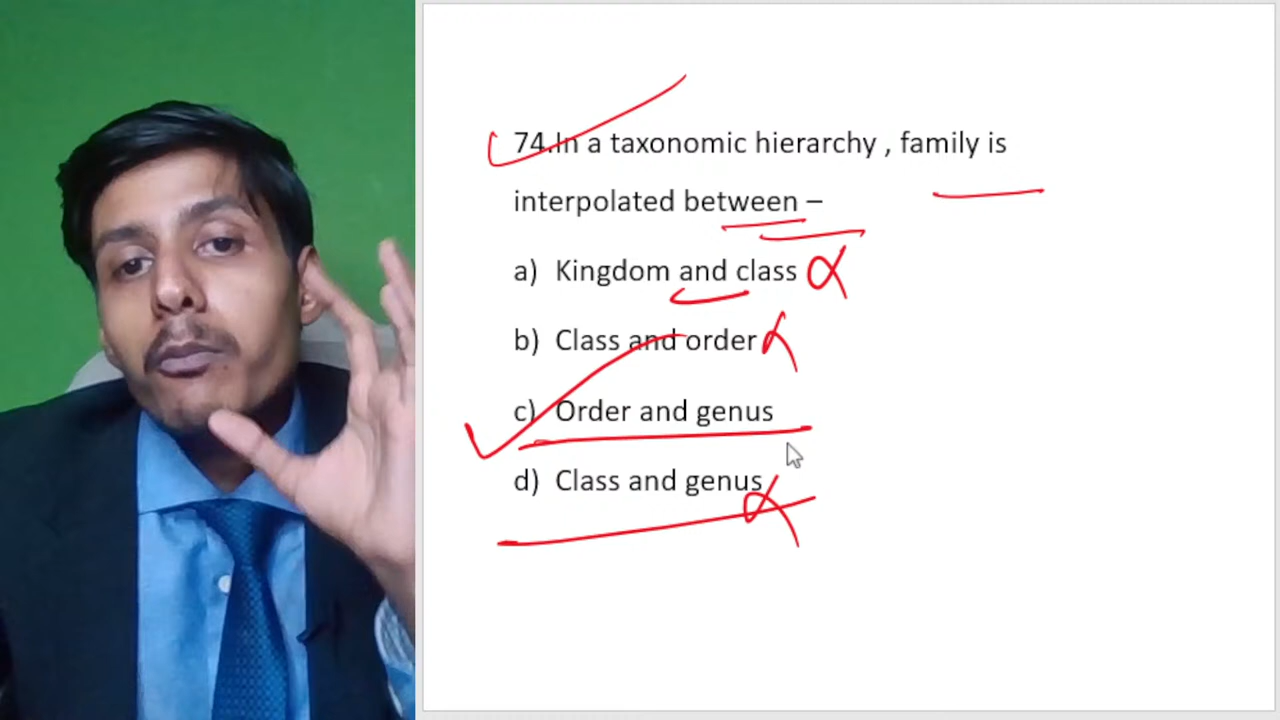 74.In a taxonomic hierarchy , family is
interpolated between –
a) Kingdom and class
b) Class and order
c) Order and genus
d) Class and genus